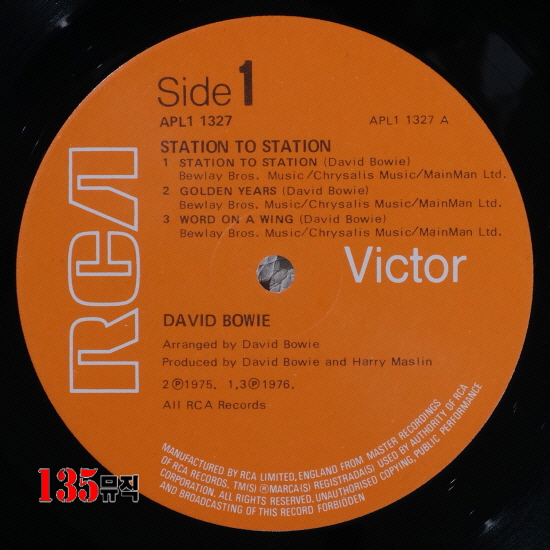 Side 1
APL1 1327
APL1 1327 A
STATION TO STATION
1 STATION TO STATION (David Bowie)
Bewlay Bros. Music/Chrysalis Music/MainMan Ltd.
2 GOLDEN YEARS (David Bowie)
Bewlay Bros. Music/Chrysalis Music/MainMan Ltd.
3 WORD ON A WING (David Bowie)
Bewlay Bros. Music/Chrysalis Music/MainMan Ltd.
RCA
Victor
DAVID BOWIE
Arranged by David Bowie
Produced by David Bowie and Harry Maslin
2 Ⓟ1975. 1,3Ⓟ1976.
All RCA Records
MANUFACTURED BY RCA LIMITED, ENGLAND FROM MASTER RECORDINGS
OF RCA RECORDS, TM(S) ®MARCA(S) REGISTRADA(S) USED BY AUTHORITY OF RCA
CORPORATION. ALL RIGHTS RESERVED. UNAUTHORISED COPYING, PUBLIC PERFORMANCE
AND BROADCASTING OF THIS RECORD FORBIDDEN
135뮤직